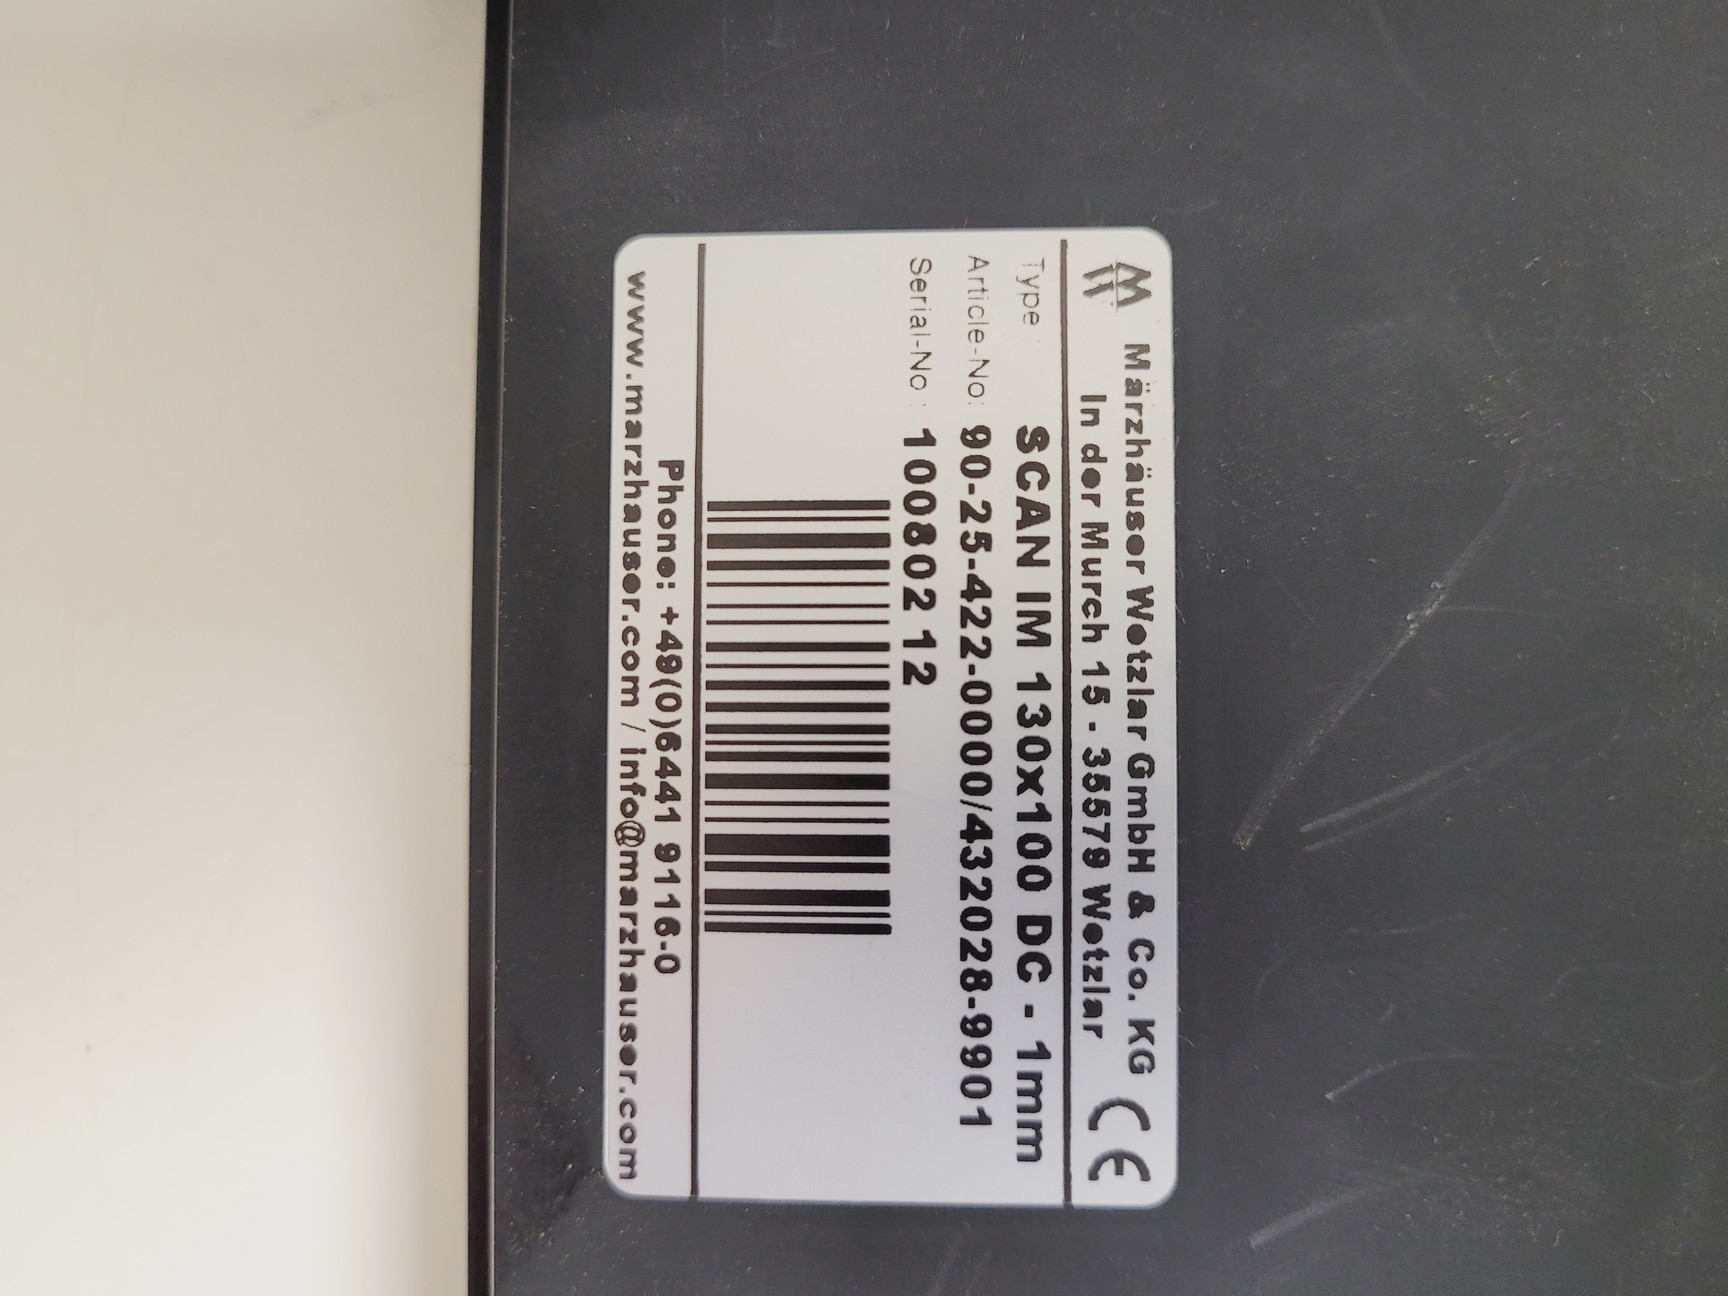 Märzhäuser Wetzlar GmbH & Co. KG
In der Murch 15 - 35579 Wetzlar
CE
Type : SCAN IM 130x100 DC - 1mm
Article-No: 90-25-422-0000/432028-9901
Serial-No : 100802 12
Phone: +49(0)6441 9116-0
www.marzhauser.com / info@marzhauser.com